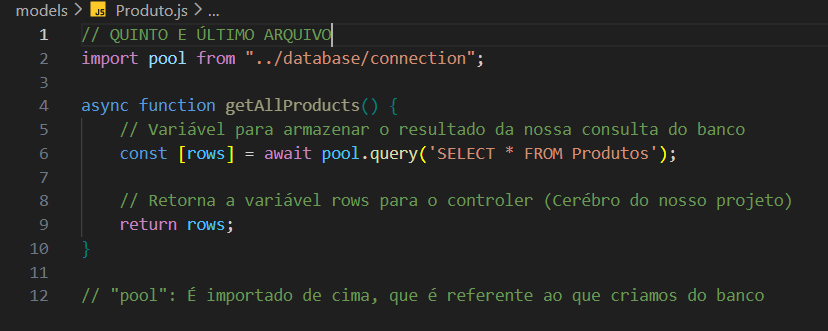 models > JS Produto.js > ...
1 // QUINTO E ÚLTIMO ARQUIVO
2 import pool from "../database/connection";
3
4 async function getAllProducts() {
5 // Variável para armazenar o resultado da nossa consulta do banco
6 const [rows] = await pool.query('SELECT * FROM Produtos');
7
8 // Retorna a variável rows para o controler (Cerébro do nosso projeto)
9 return rows;
10 }
11
12 // "pool": É importado de cima, que é referente ao que criamos do banco